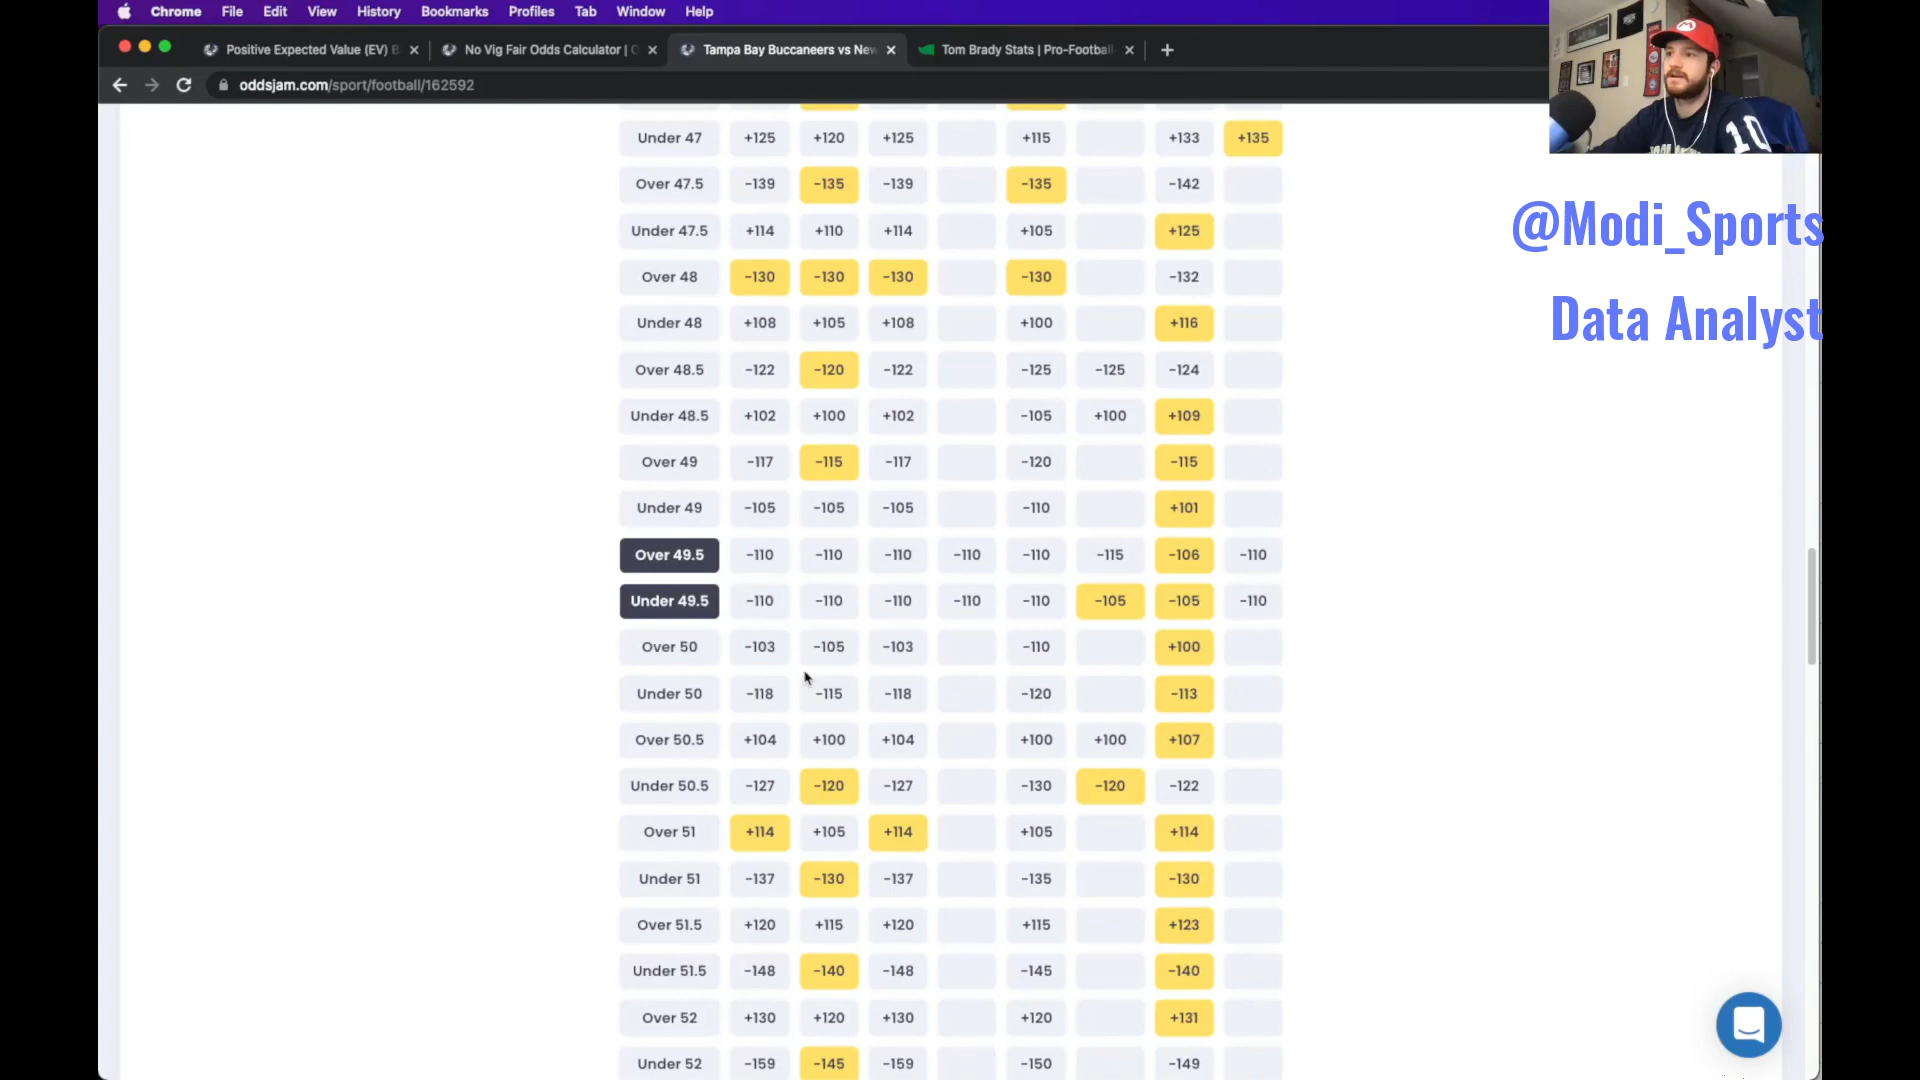 Chrome File Edit View History Bookmarks Profiles Tab Window Help
Positive Expected Value (EV) B
No Vig Fair Odds Calculator | O
Tampa Bay Buccaneers vs New
Tom Brady Stats | Pro-Football
oddsjam.com/sport/football/162592
Under 47 +125 +120 +125 +115 +133 +135
Over 47.5 -139 -135 -139 -135 -142
Under 47.5 +114 +110 +114 +105 +125
Over 48 -130 -130 -130 -130 -132
Under 48 +108 +105 +108 +100 +116
Over 48.5 -122 -120 -122 -125 -125 -124
Under 48.5 +102 +100 +102 -105 +100 +109
Over 49 -117 -115 -117 -120 -115
Under 49 -105 -105 -105 -110 +101
Over 49.5 -110 -110 -110 -110 -110 -115 -106 -110
Under 49.5 -110 -110 -110 -110 -110 -105 -105 -110
Over 50 -103 -105 -103 -110 +100
Under 50 -118 -115 -118 -120 -113
Over 50.5 +104 +100 +104 +100 +100 +107
Under 50.5 -127 -120 -127 -130 -120 -122
Over 51 +114 +105 +114 +105 +114
Under 51 -137 -130 -137 -135 -130
Over 51.5 +120 +115 +120 +115 +123
Under 51.5 -148 -140 -148 -145 -140
Over 52 +130 +120 +130 +120 +131
Under 52 -159 -145 -159 -150 -149
M
10
@Modi_Sports
Data Analyst